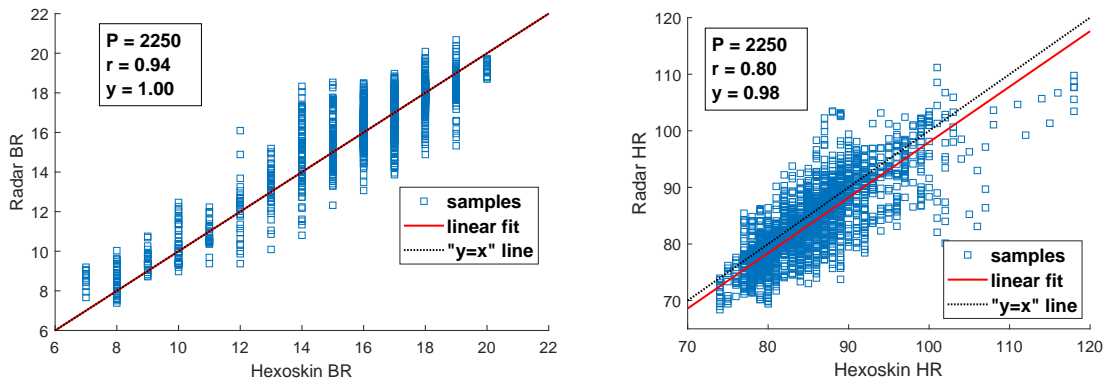 22
20
18
16
14
12
10
8
6
6 8 10 12 14 16 18 20 22
Radar BR
Hexoskin BR
P = 2250
r = 0.94
y = 1.00
samples
linear fit
"y=x" line
120
110
100
90
80
70
70 80 90 100 110 120
Radar HR
Hexoskin HR
P = 2250
r = 0.80
y = 0.98
samples
linear fit
"y=x" line